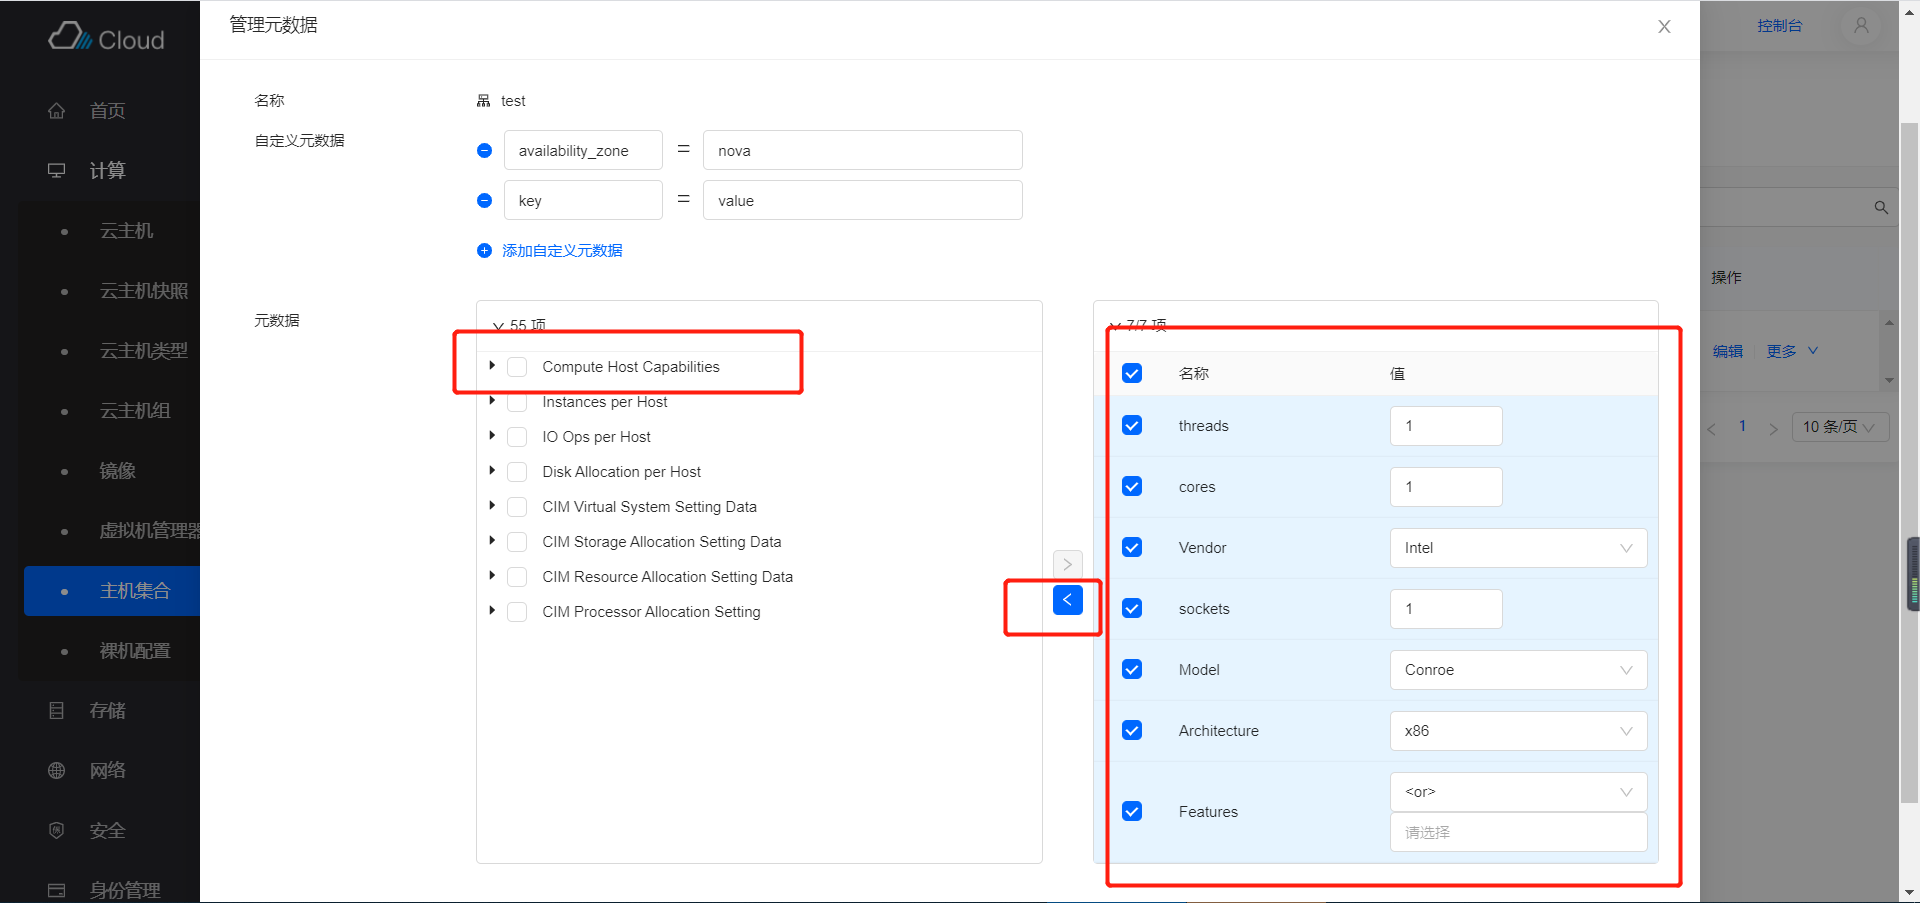 Cloud
首页
计算
云主机
云主机快照
云主机类型
云主机组
镜像
虚拟机管理器
主机集合
裸机配置
存储
网络
安全
身份管理
管理元数据
X
名称
test
自定义元数据
availability_zone = nova
key = value
添加自定义元数据
元数据
55 项
Compute Host Capabilities
Instances per Host
IO Ops per Host
Disk Allocation per Host
CIM Virtual System Setting Data
CIM Storage Allocation Setting Data
CIM Resource Allocation Setting Data
CIM Processor Allocation Setting
>
<
7/7 项
名称 值
threads 1
cores 1
Vendor Intel
sockets 1
Model Conroe
Architecture x86
Features <or>
请选择
控制台
操作
编辑 更多
< 1 > 10 条/页